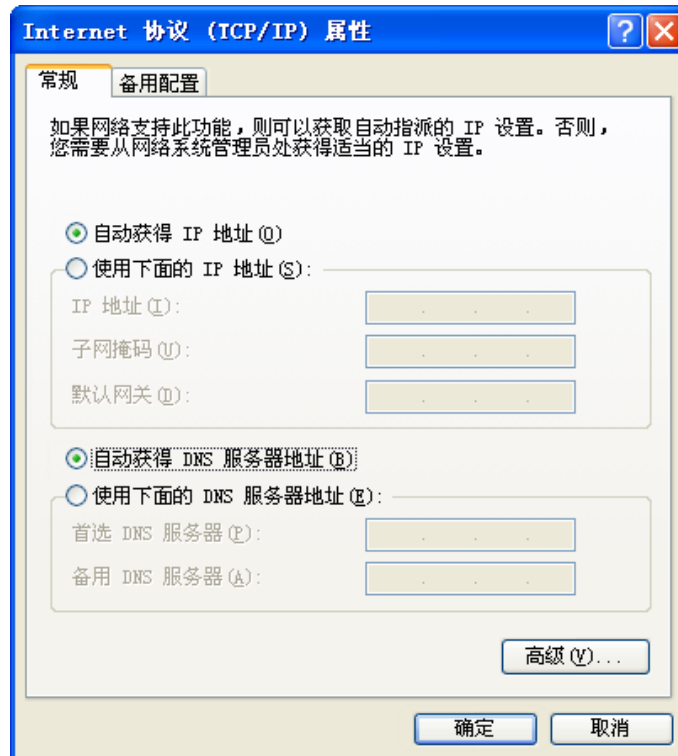 Internet 协议 (TCP/IP) 属性
常规
备用配置
如果网络支持此功能，则可以获取自动指派的 IP 设置。否则，
您需要从网络系统管理员处获得适当的 IP 设置。
自动获得 IP 地址(O)
使用下面的 IP 地址(S):
IP 地址(I):
子网掩码(U):
默认网关(D):
自动获得 DNS 服务器地址(B)
使用下面的 DNS 服务器地址(E):
首选 DNS 服务器(P):
备用 DNS 服务器(A):
高级(V)...
确定
取消